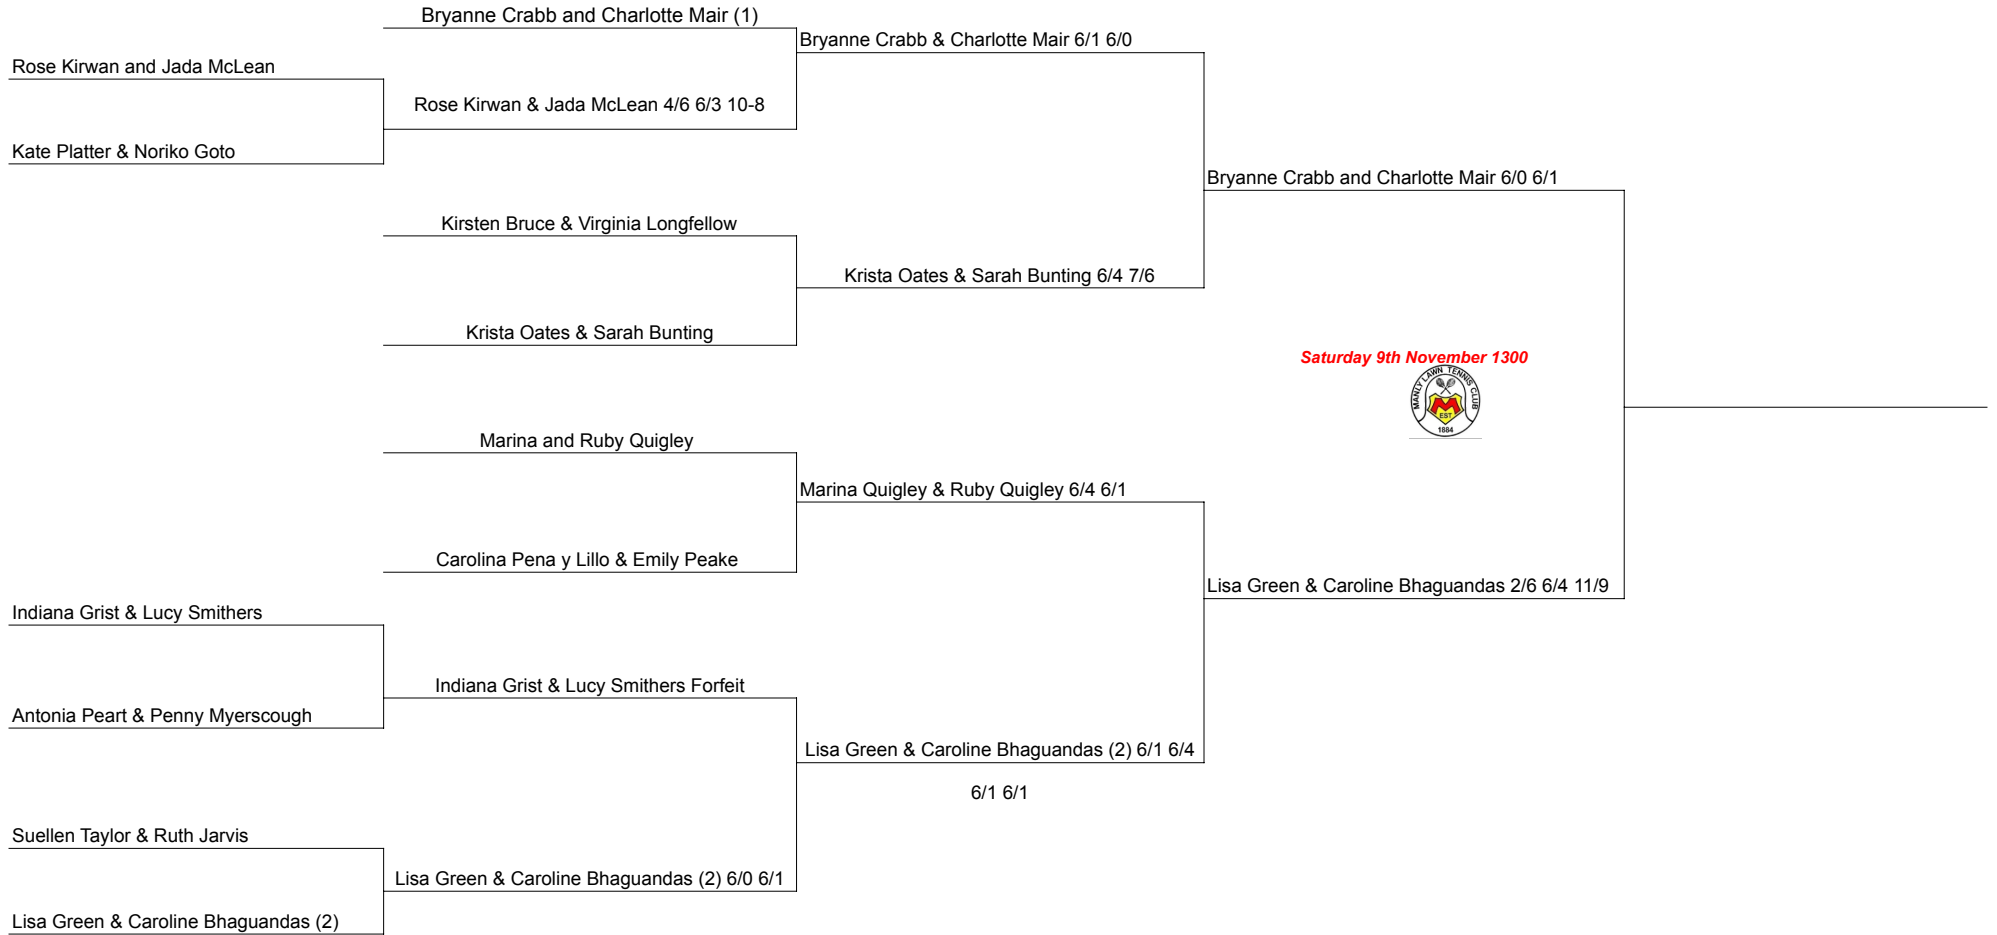 Bryanne Crabb and Charlotte Mair (1)
Bryanne Crabb & Charlotte Mair 6/1 6/0
Rose Kirwan and Jada McLean
Rose Kirwan & Jada McLean 4/6 6/3 10-8
Kate Platter & Noriko Goto
Bryanne Crabb and Charlotte Mair 6/0 6/1
Kirsten Bruce & Virginia Longfellow
Krista Oates & Sarah Bunting 6/4 7/6
Krista Oates & Sarah Bunting
Saturday 9th November 1300
MANLY LAWN TENNIS CLUB
M
EST
1884
Marina and Ruby Quigley
Marina Quigley & Ruby Quigley 6/4 6/1
Carolina Pena y Lillo & Emily Peake
Lisa Green & Caroline Bhaguandas 2/6 6/4 11/9
Indiana Grist & Lucy Smithers
Indiana Grist & Lucy Smithers Forfeit
Antonia Peart & Penny Myerscough
Lisa Green & Caroline Bhaguandas (2) 6/1 6/4
6/1 6/1
Suellen Taylor & Ruth Jarvis
Lisa Green & Caroline Bhaguandas (2) 6/0 6/1
Lisa Green & Caroline Bhaguandas (2)